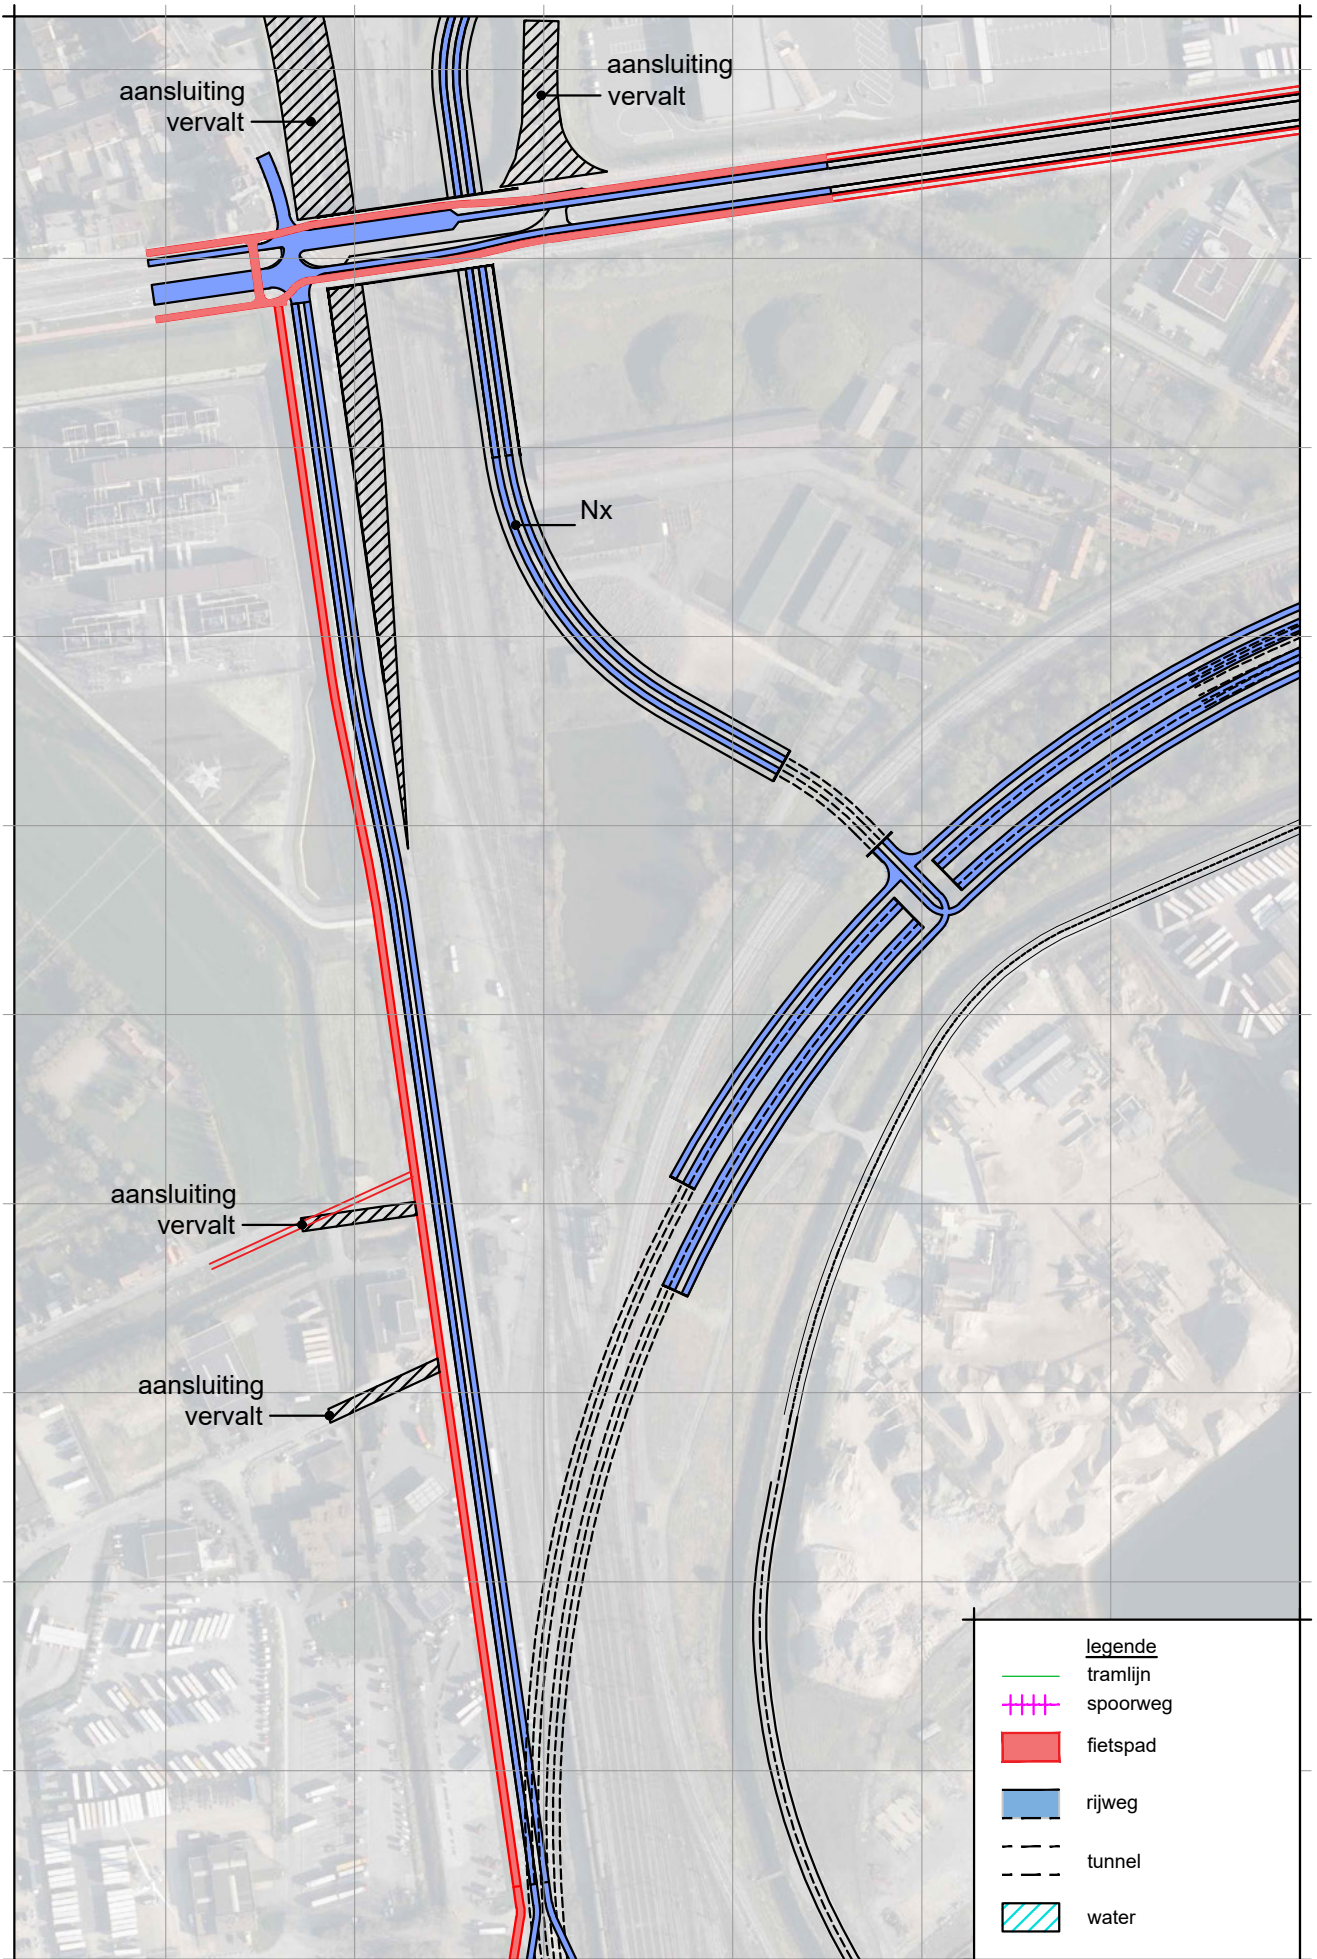 aansluiting
vervalt
aansluiting
vervalt
Nx
aansluiting
vervalt
aansluiting
vervalt
legende
tramlijn
spoorweg
fietspad
rijweg
tunnel
water